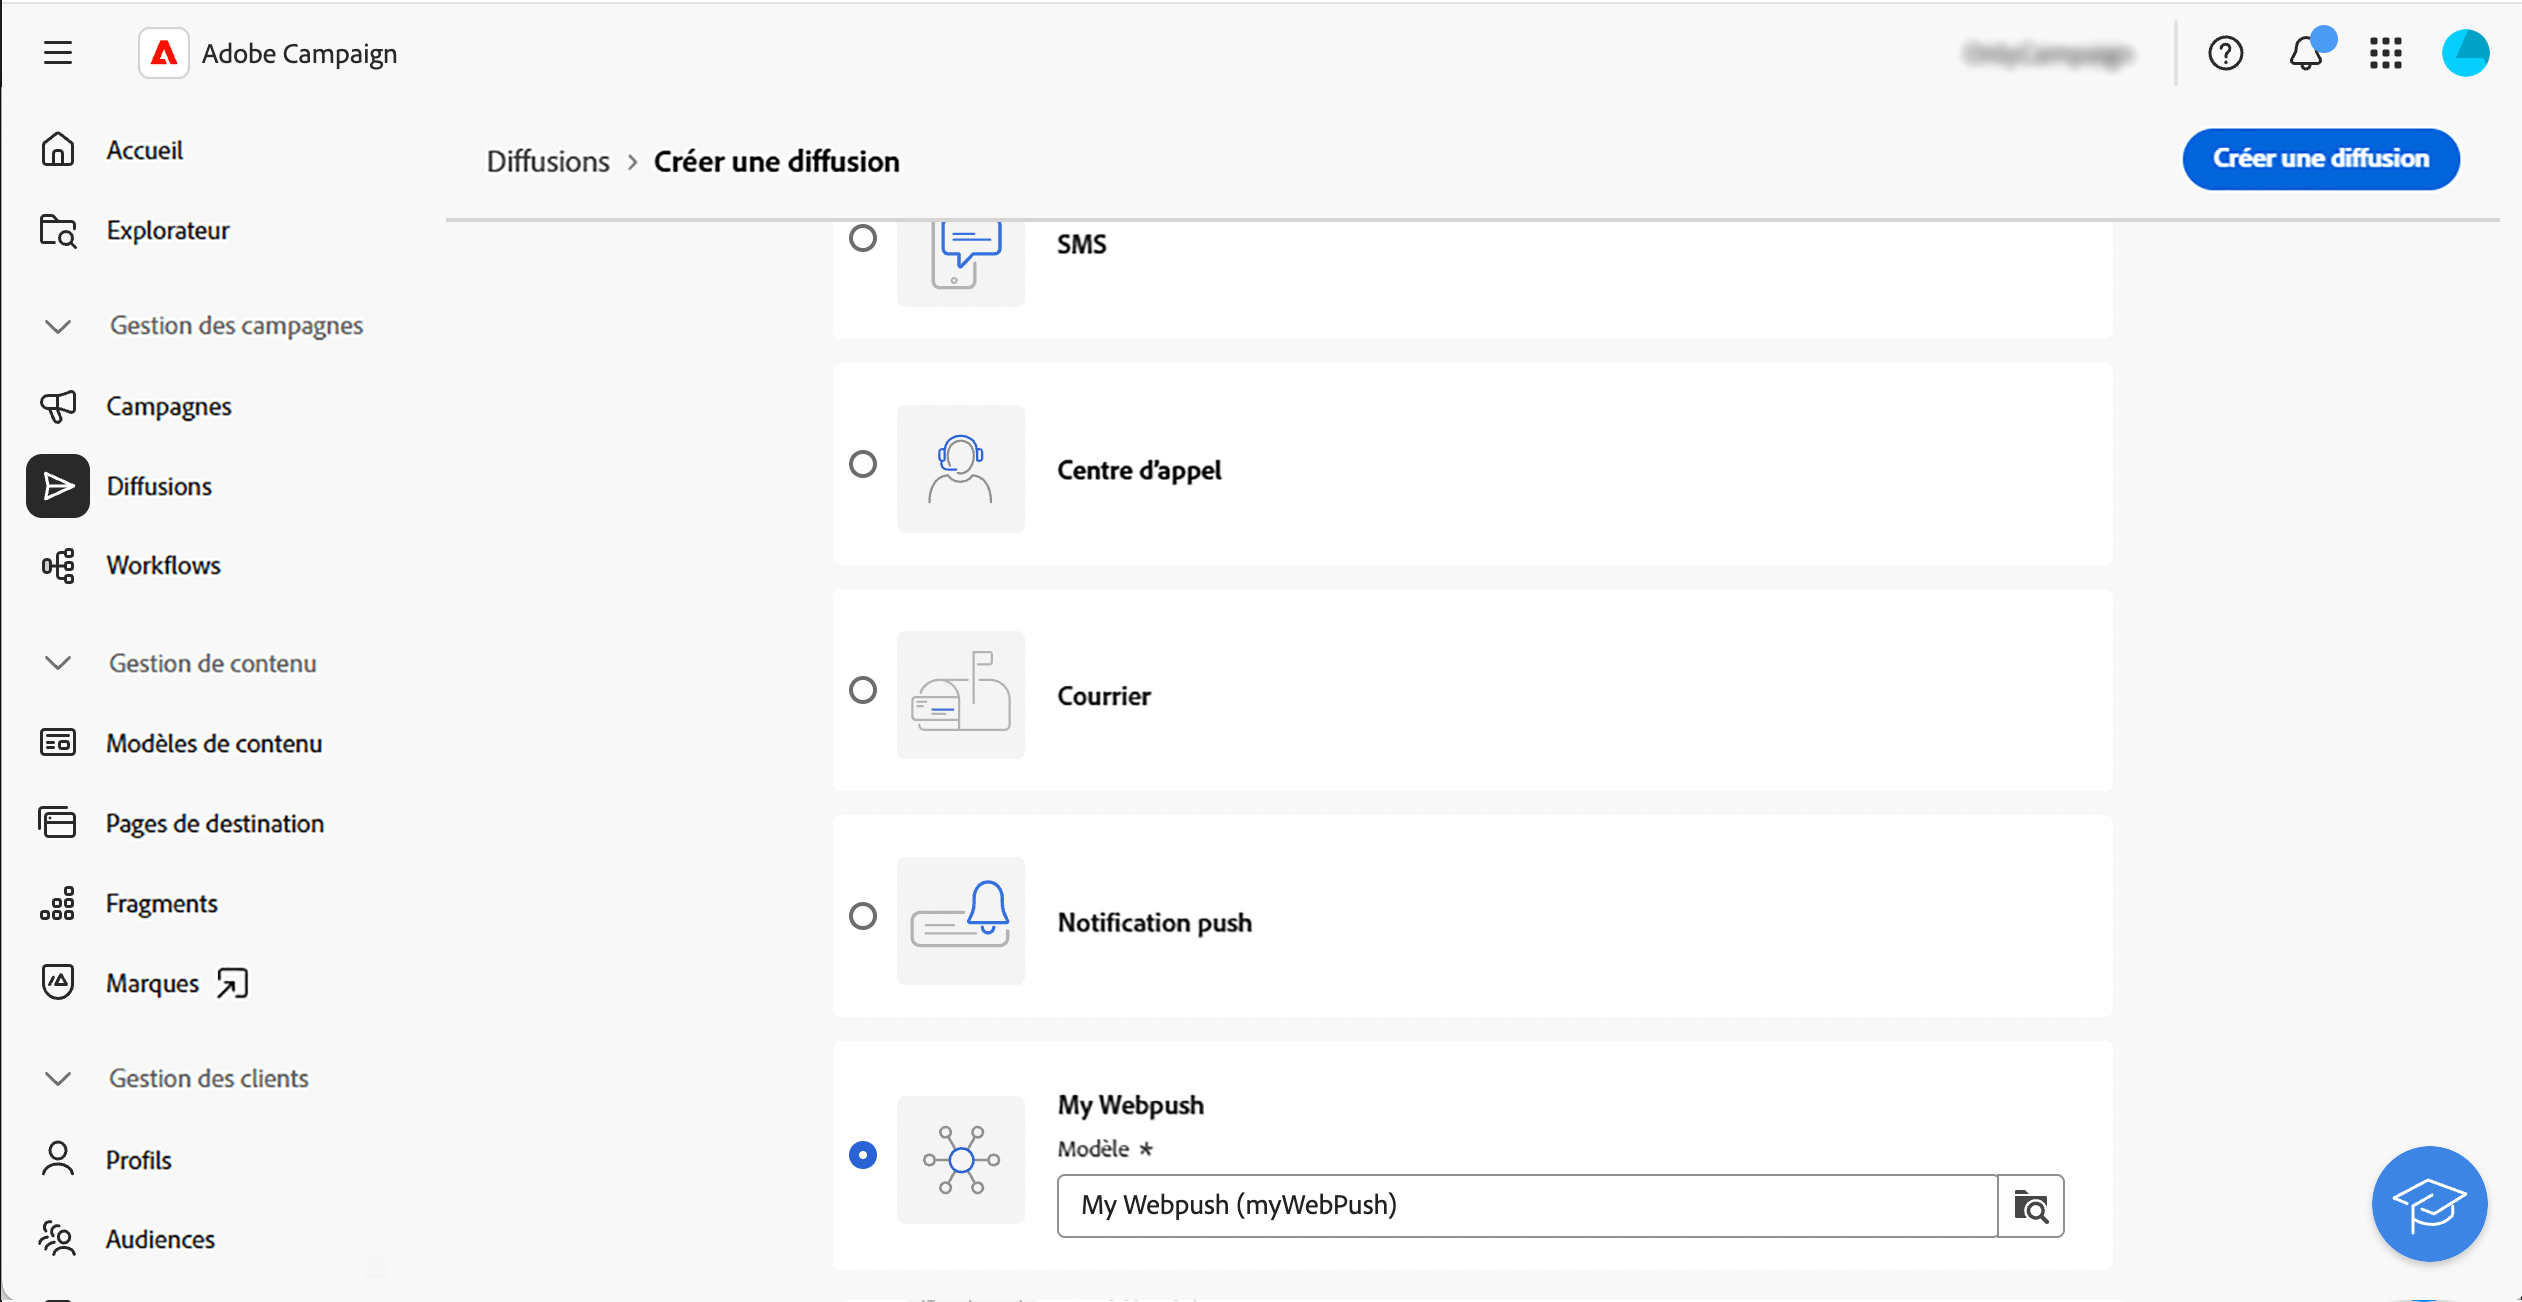 Adobe Campaign
Accueil
Explorateur
Gestion des campagnes
Campagnes
Diffusions
Workflows
Gestion de contenu
Modèles de contenu
Pages de destination
Fragments
Marques
Gestion des clients
Profils
Audiences
Diffusions > Créer une diffusion
Créer une diffusion
SMS
Centre d’appel
Courrier
Notification push
My Webpush
Modèle *
My Webpush (myWebPush)